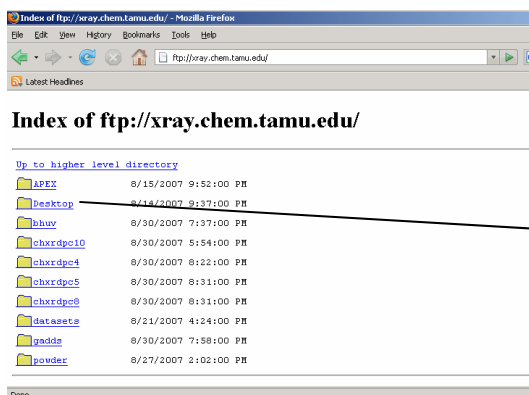 Index of ftp://xray.chem.tamu.edu/ - Mozilla Firefox
File Edit View History Bookmarks Tools Help
ftp://xray.chem.tamu.edu/
Latest Headlines
Index of ftp://xray.chem.tamu.edu/
Up to higher level directory
APEX 8/15/2007 9:52:00 PM
Desktop 8/14/2007 9:37:00 PM
bhuv 8/30/2007 7:37:00 PM
chxrdpc10 8/30/2007 5:54:00 PM
chxrdpc4 8/30/2007 8:22:00 PM
chxrdpc5 8/30/2007 8:31:00 PM
chxrdpc8 8/30/2007 8:31:00 PM
datasets 8/21/2007 4:24:00 PM
gadds 8/30/2007 7:58:00 PM
powder 8/27/2007 2:02:00 PM
Done